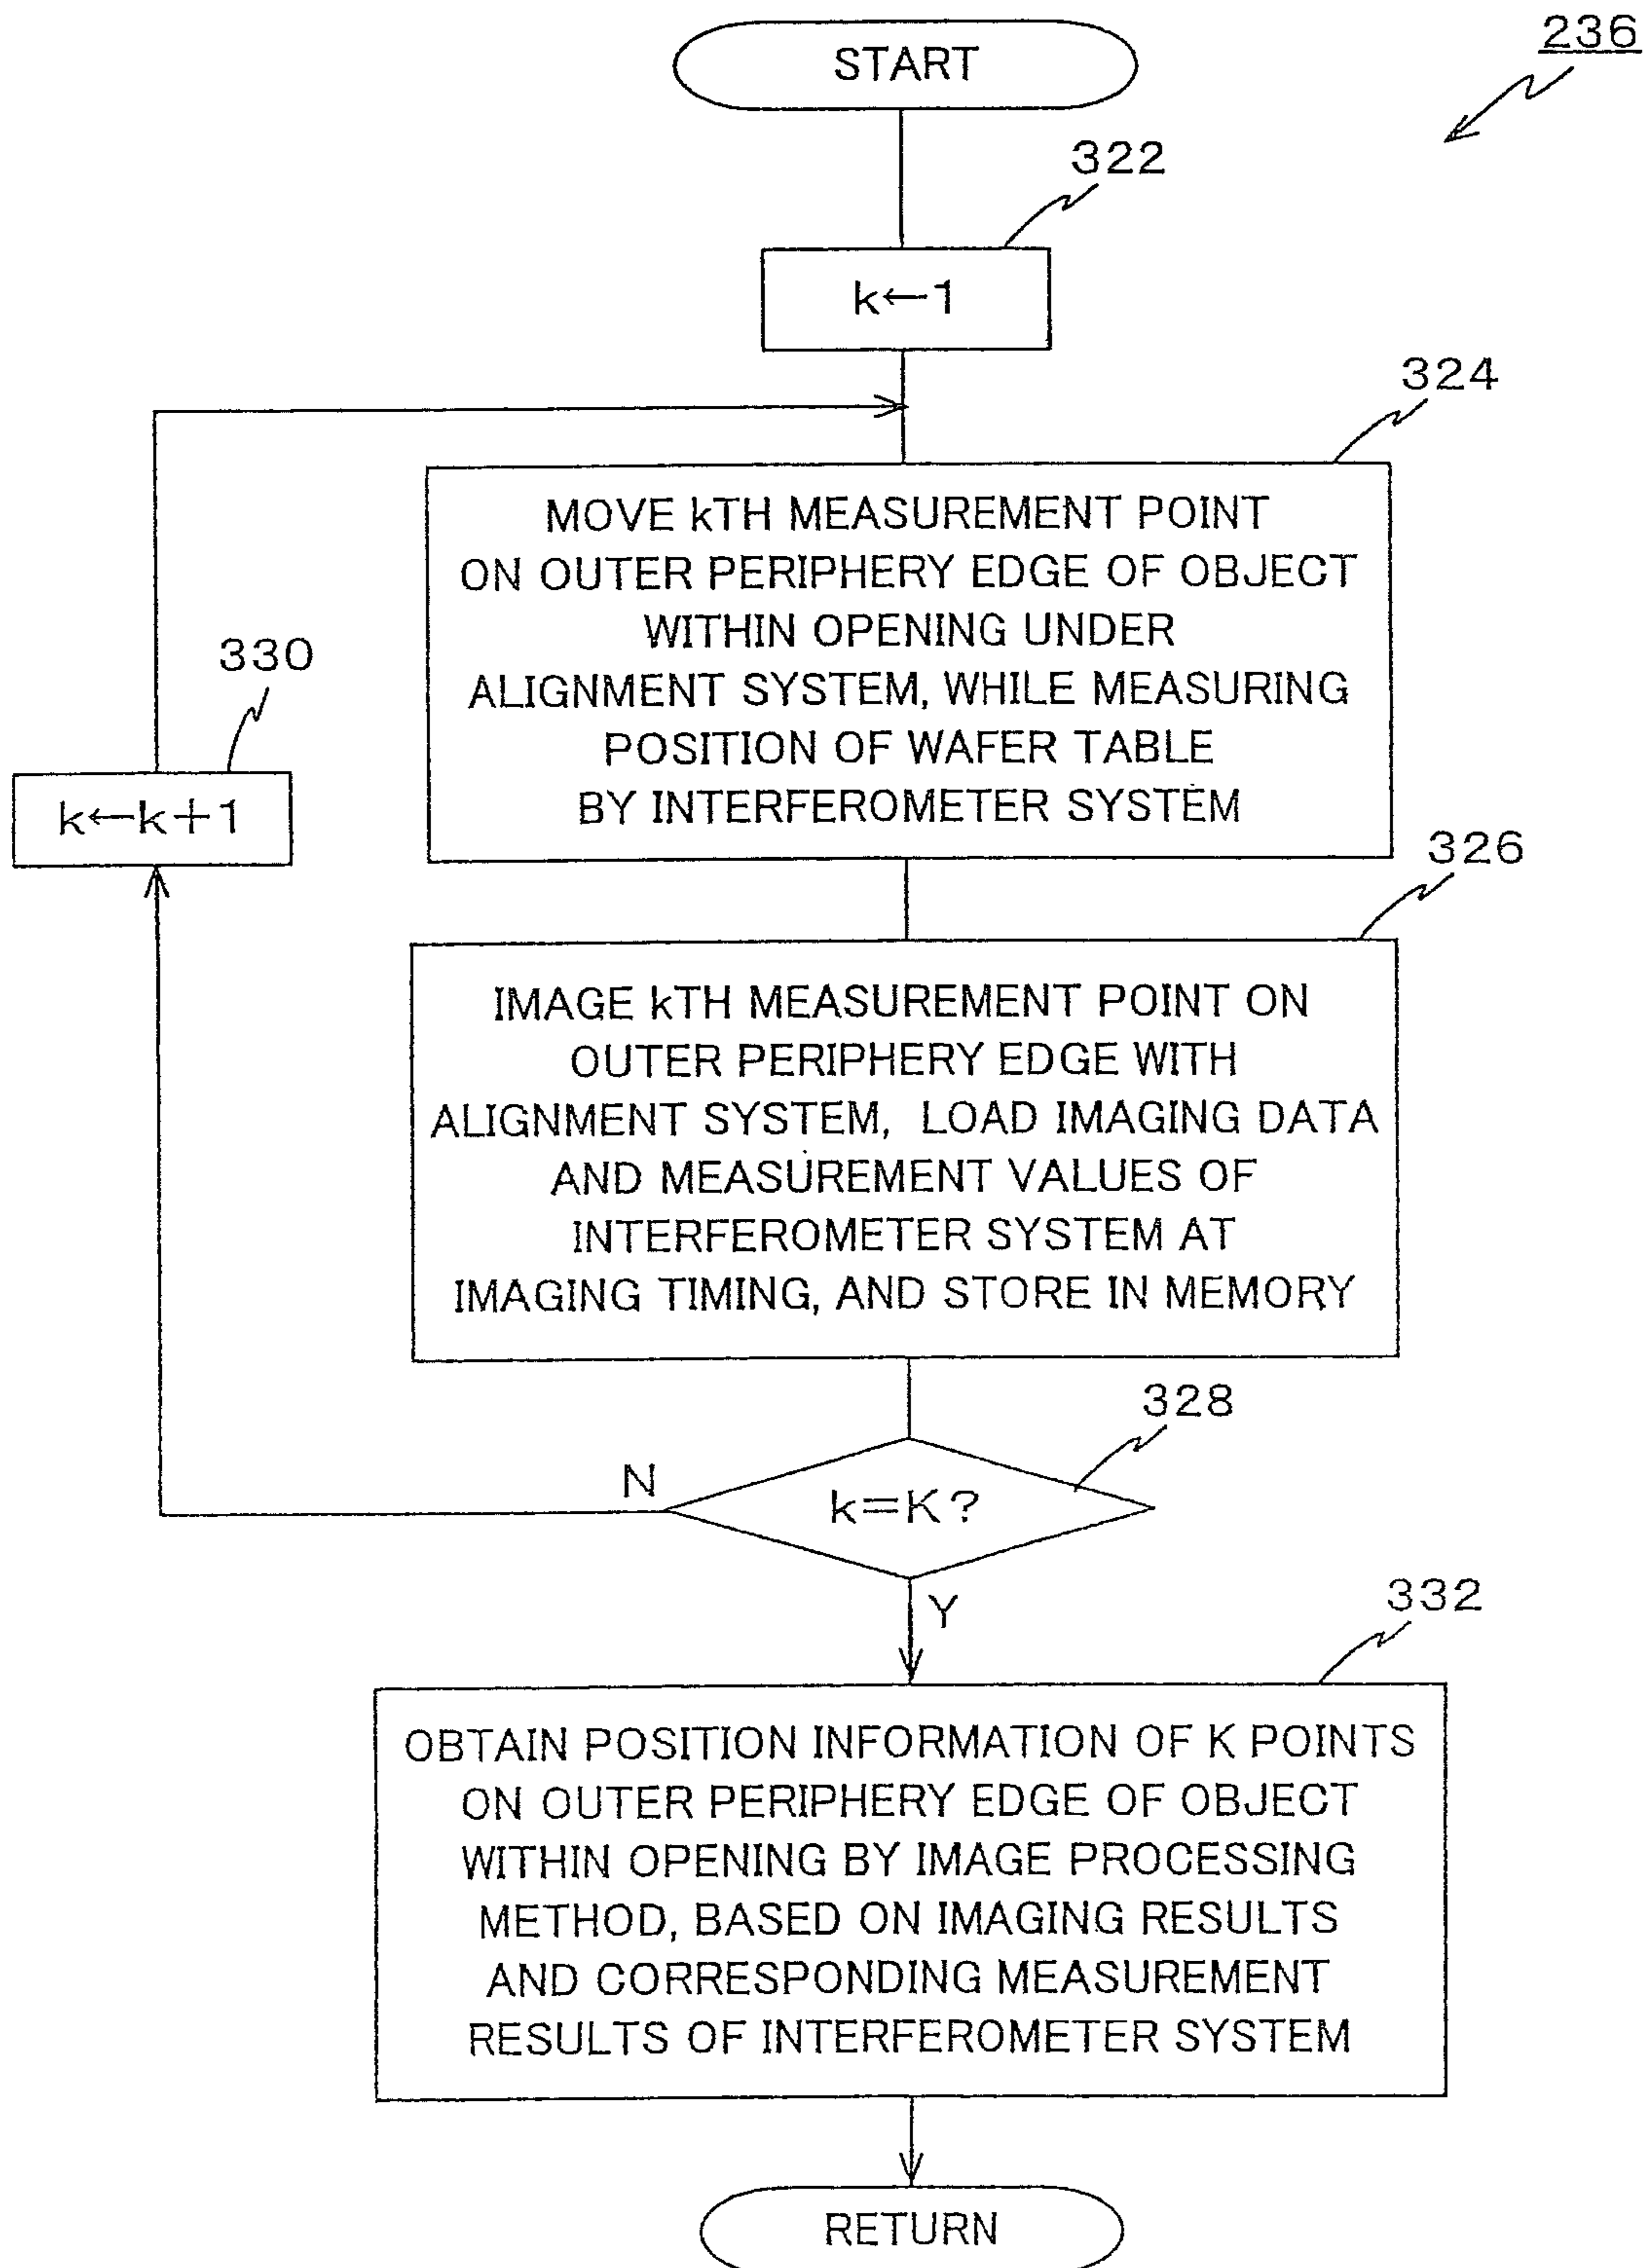 236
START
322
k←1
324
MOVE kTH MEASUREMENT POINT
ON OUTER PERIPHERY EDGE OF OBJECT
WITHIN OPENING UNDER
ALIGNMENT SYSTEM, WHILE MEASURING
POSITION OF WAFER TABLE
BY INTERFEROMETER SYSTEM
330
k←k+1
326
IMAGE kTH MEASUREMENT POINT ON
OUTER PERIPHERY EDGE WITH
ALIGNMENT SYSTEM, LOAD IMAGING DATA
AND MEASUREMENT VALUES OF
INTERFEROMETER SYSTEM AT
IMAGING TIMING, AND STORE IN MEMORY
328
N
k=K?
Y
332
OBTAIN POSITION INFORMATION OF K POINTS
ON OUTER PERIPHERY EDGE OF OBJECT
WITHIN OPENING BY IMAGE PROCESSING
METHOD, BASED ON IMAGING RESULTS
AND CORRESPONDING MEASUREMENT
RESULTS OF INTERFEROMETER SYSTEM
RETURN